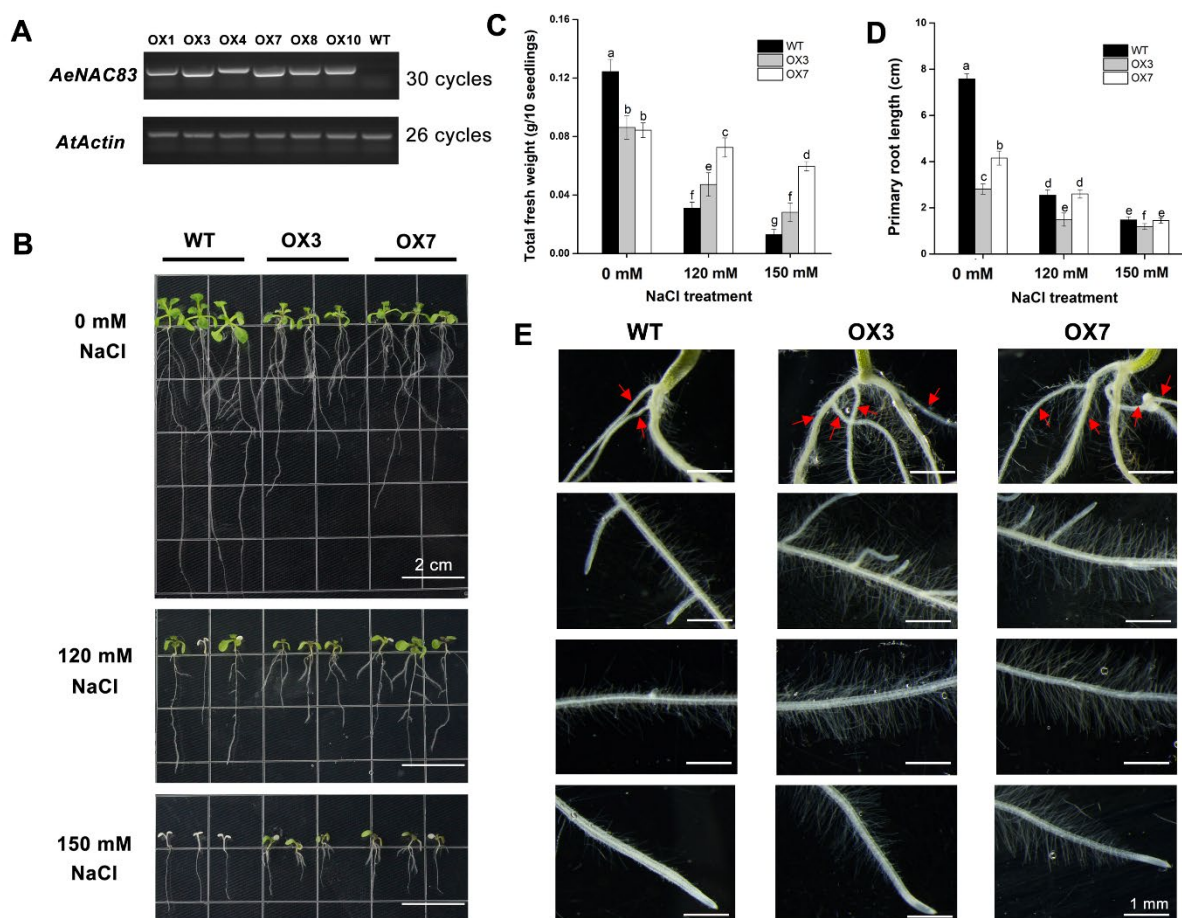 A
OX1 OX3 OX4 OX7 OX8 OX10 WT
AeNAC83
30 cycles
AtActin
26 cycles
B
WT OX3 OX7
0 mM
NaCl
2 cm
120 mM
NaCl
150 mM
NaCl
C
Total fresh weight (g/10 seedlings)
0.16
0.12
0.08
0.04
0.00
WT
OX3
OX7
a
b b
f e c
g f d
0 mM 120 mM 150 mM
NaCl treatment
D
Primary root length (cm)
10
8
6
4
2
0
WT
OX3
OX7
a
c b
d e d
e f e
0 mM 120 mM 150 mM
NaCl treatment
E
WT OX3 OX7
1 mm